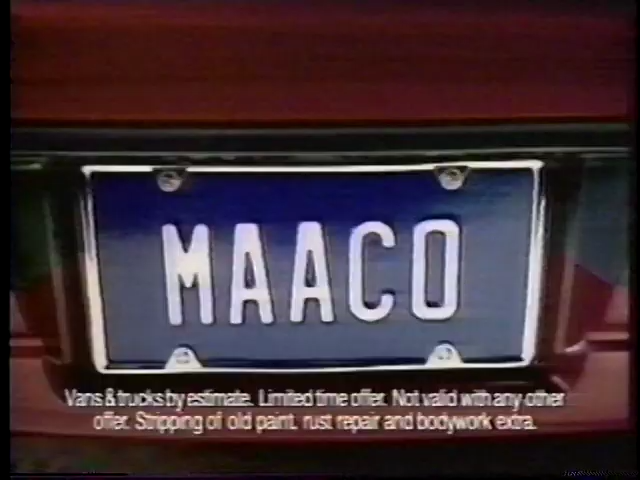 MAACO
Vans & trucks by estimate. Limited time offer. Not valid with any other
offer. Stripping of old paint, rust repair and bodywork extra.